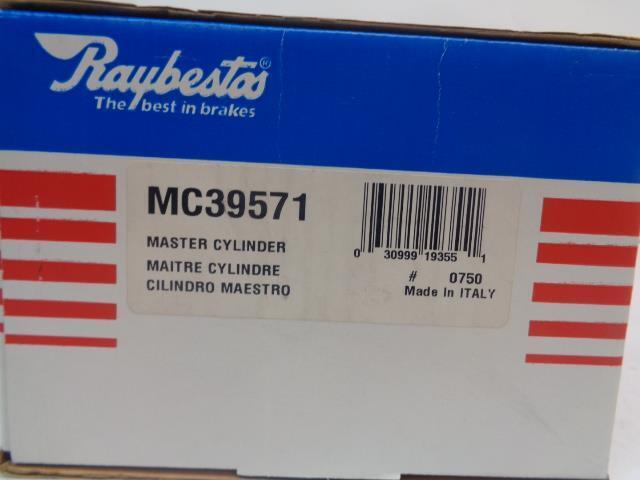 Raybestos®
The best in brakes
MC39571
MASTER CYLINDER
MAITRE CYLINDRE
CILINDRO MAESTRO
0 30999 19355 1
# 0750
Made In ITALY